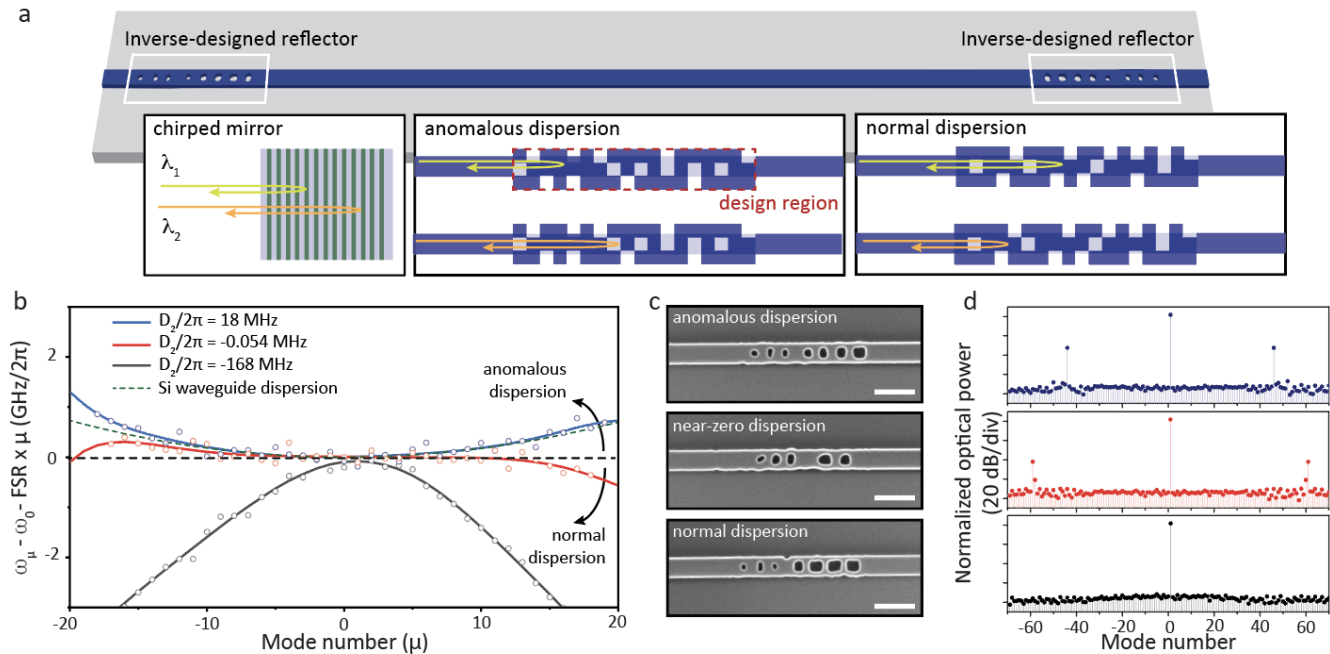 a
Inverse-designed reflector
Inverse-designed reflector
chirped mirror
λ₁
λ₂
anomalous dispersion
design region
normal dispersion
b
D₂/2π = 18 MHz
D₂/2π = -0.054 MHz
D₂/2π = -168 MHz
Si waveguide dispersion
anomalous
dispersion
normal
dispersion
2
0
-2
ω_μ - ω₀ - FSR x μ (GHz/2π)
-20
-10
0
10
20
Mode number (μ)
c
anomalous dispersion
near-zero dispersion
normal dispersion
d
Normalized optical power
(20 dB/div)
-60
-40
-20
0
20
40
60
Mode number